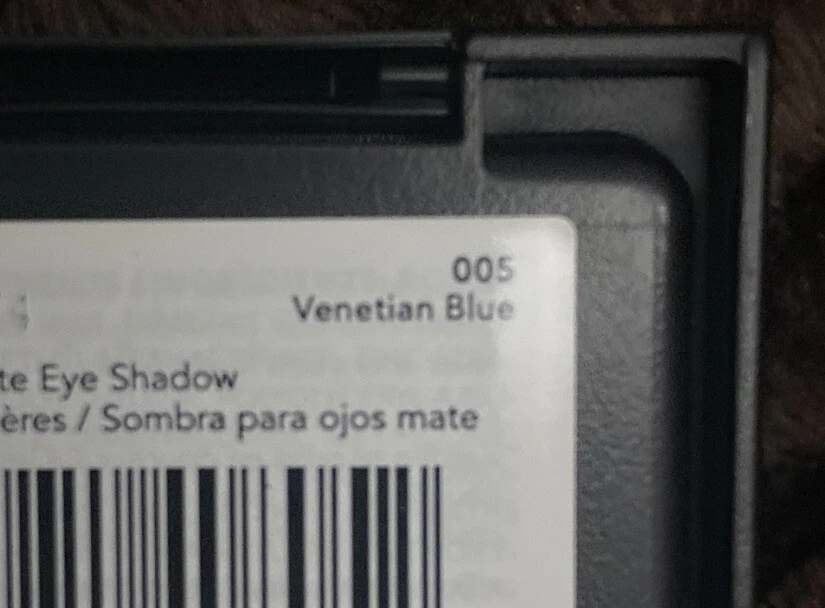 005
Venetian Blue
te Eye Shadow
ères / Sombra para ojos mate